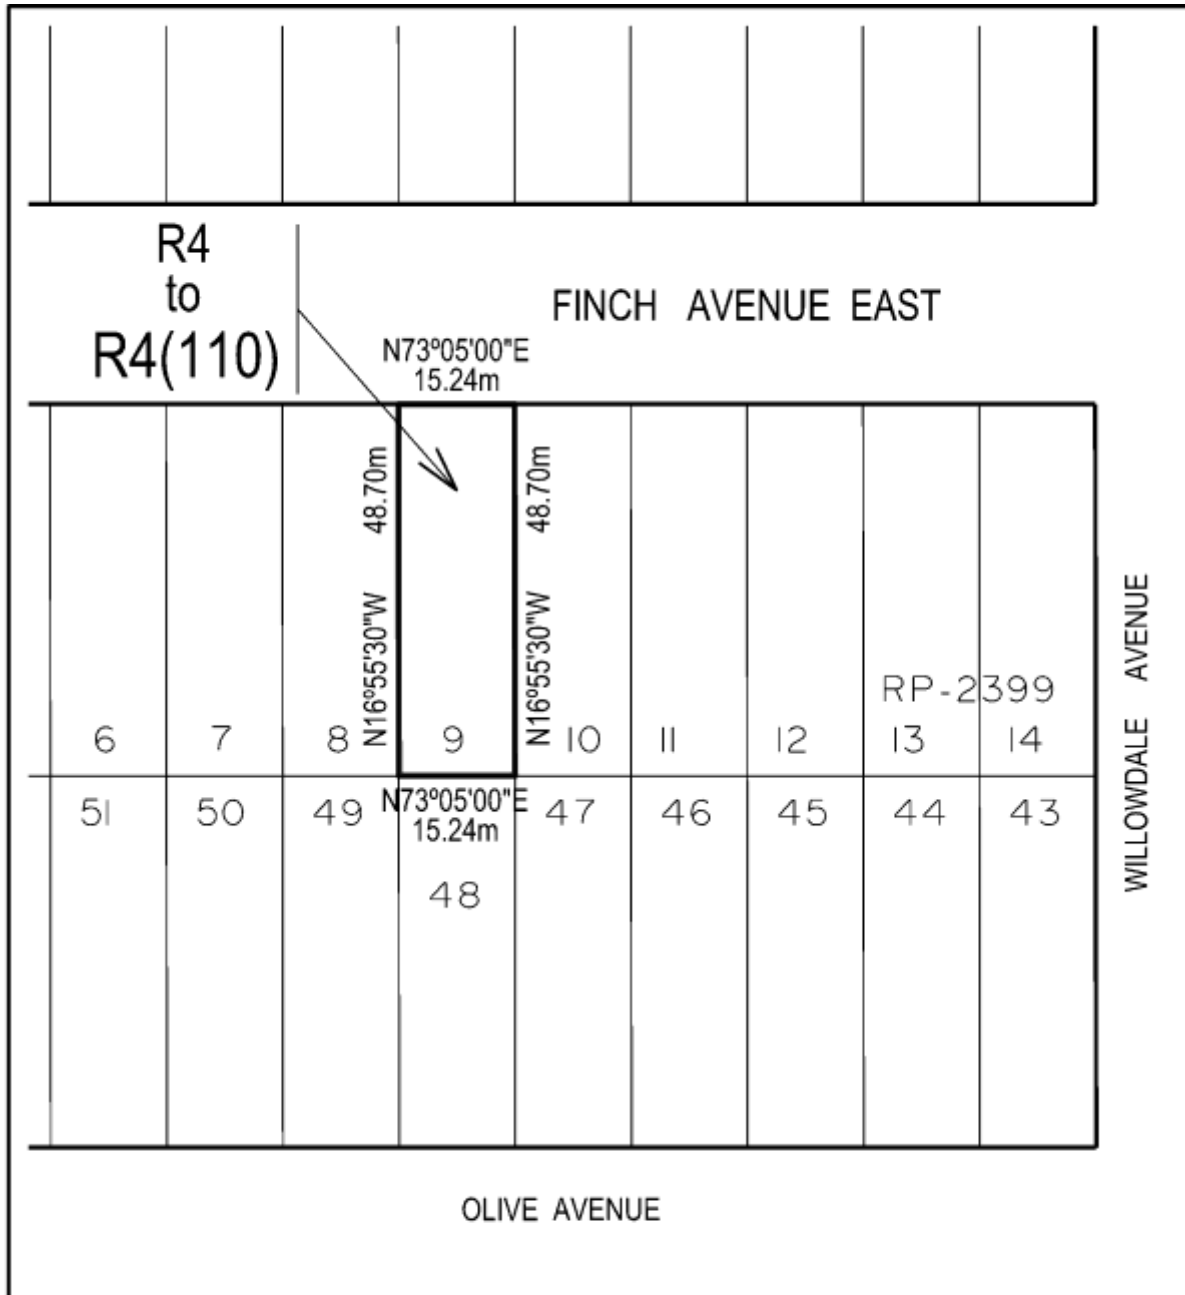 R4
to
R4(110)
FINCH AVENUE EAST
N73º05'00"E
15.24m
48.70m
48.70m
N16º55'30"W
N16º55'30"W
RP-2399
6 7 8 9 10 11 12 13 14
51 50 49 N73º05'00"E 47 46 45 44 43
15.24m
48
WILLOWDALE AVENUE
OLIVE AVENUE